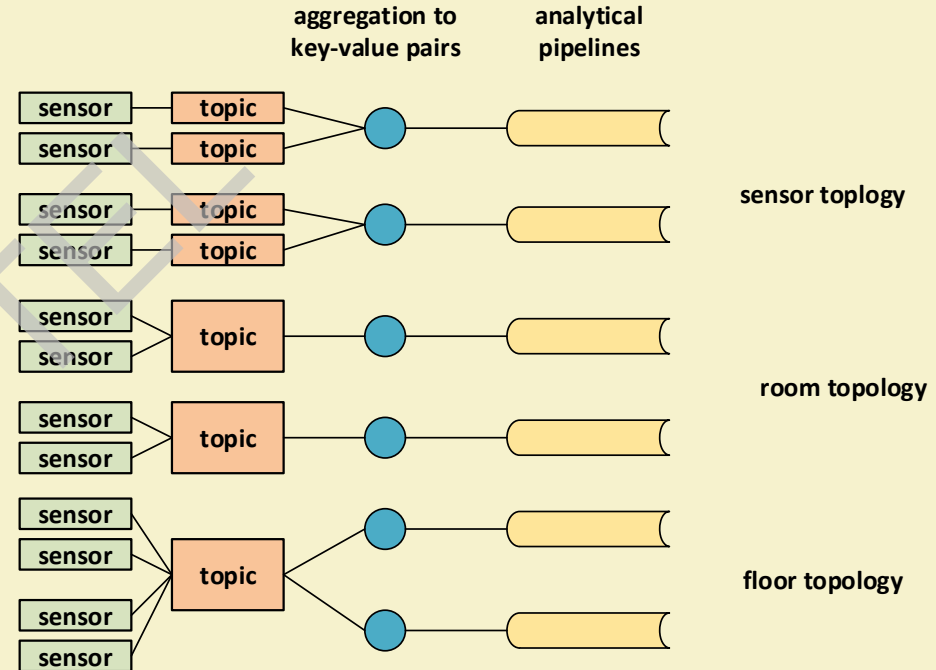 aggregation to
key-value pairs
analytical
pipelines
sensor topic
sensor topic
sensor toplogy
sensor topic
sensor topic
sensor
topic
sensor
room topology
sensor
topic
sensor
sensor
sensor
topic
floor topology
sensor
sensor